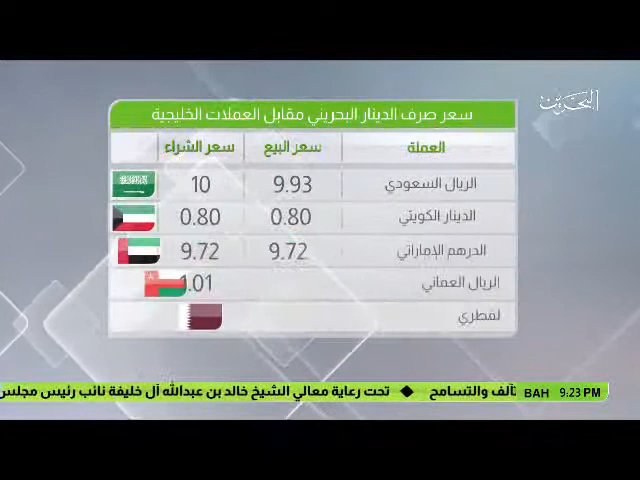 البحرين
سعر صرف الدينار البحريني مقابل العملات الخليجية
العملة سعر البيع سعر الشراء
الريال السعودي 9.93 10
الدينار الكويتي 0.80 0.80
الدرهم الإماراتي 9.72 9.72
الريال العماني 1.01
لقطري
تآلف والتسامح ◆ تحت رعاية معالي الشيخ خالد بن عبدالله آل خليفة نائب رئيس مجلس
BAH 9:23 PM